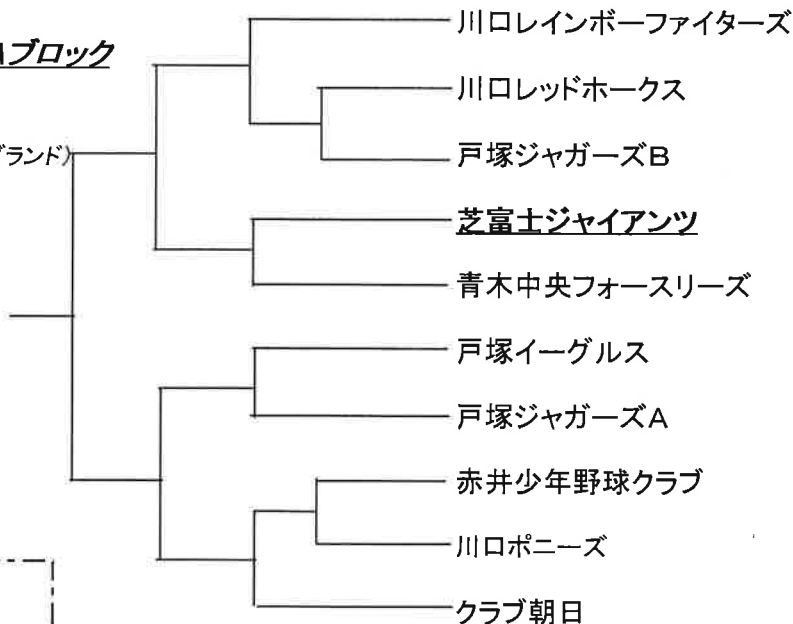 川口レインボーファイターズ
Aブロック
川口レッドホークス
グランド)
戸塚ジャガーズB
芝富士ジャイアンツ
青木中央フォースリーズ
戸塚イーグルス
戸塚ジャガーズA
赤井少年野球クラブ
川口ポニーズ
クラブ朝日